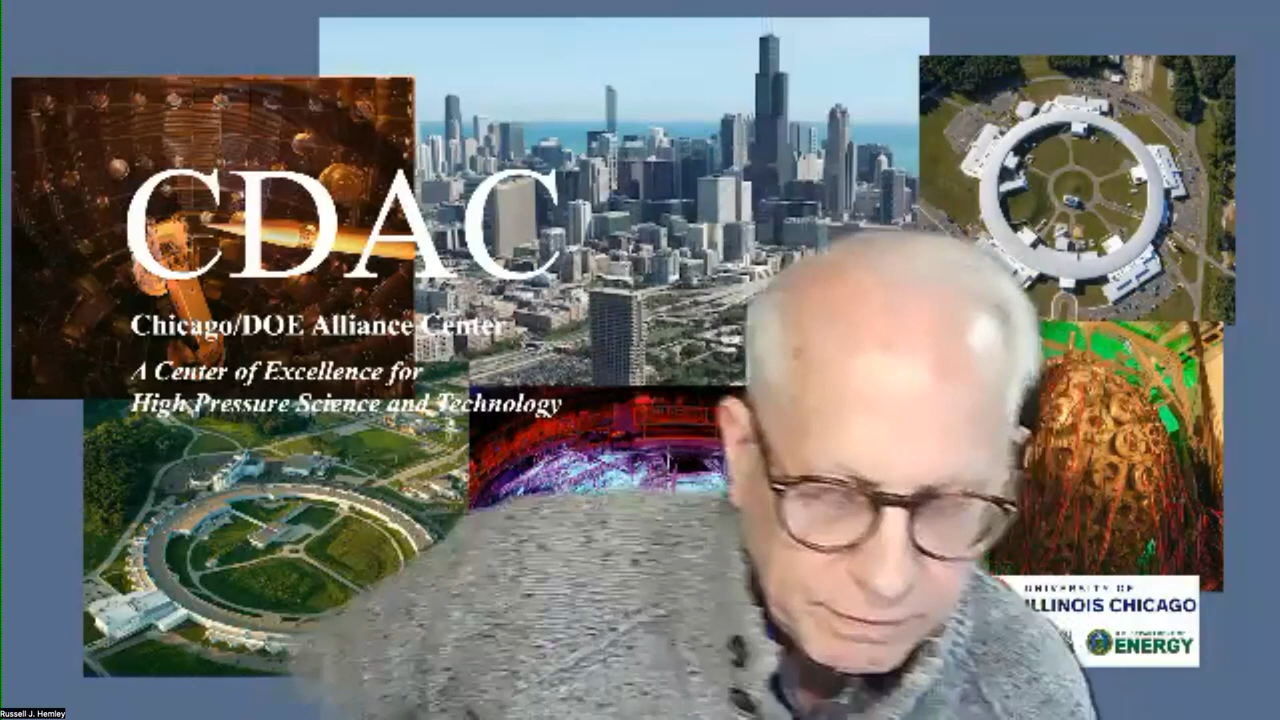 CDAC
Chicago/DOE Alliance Center
A Center of Excellence for
High Pressure Science and Technology
UNIVERSITY OF
ILLINOIS CHICAGO
ENERGY
Russell J. Hemley